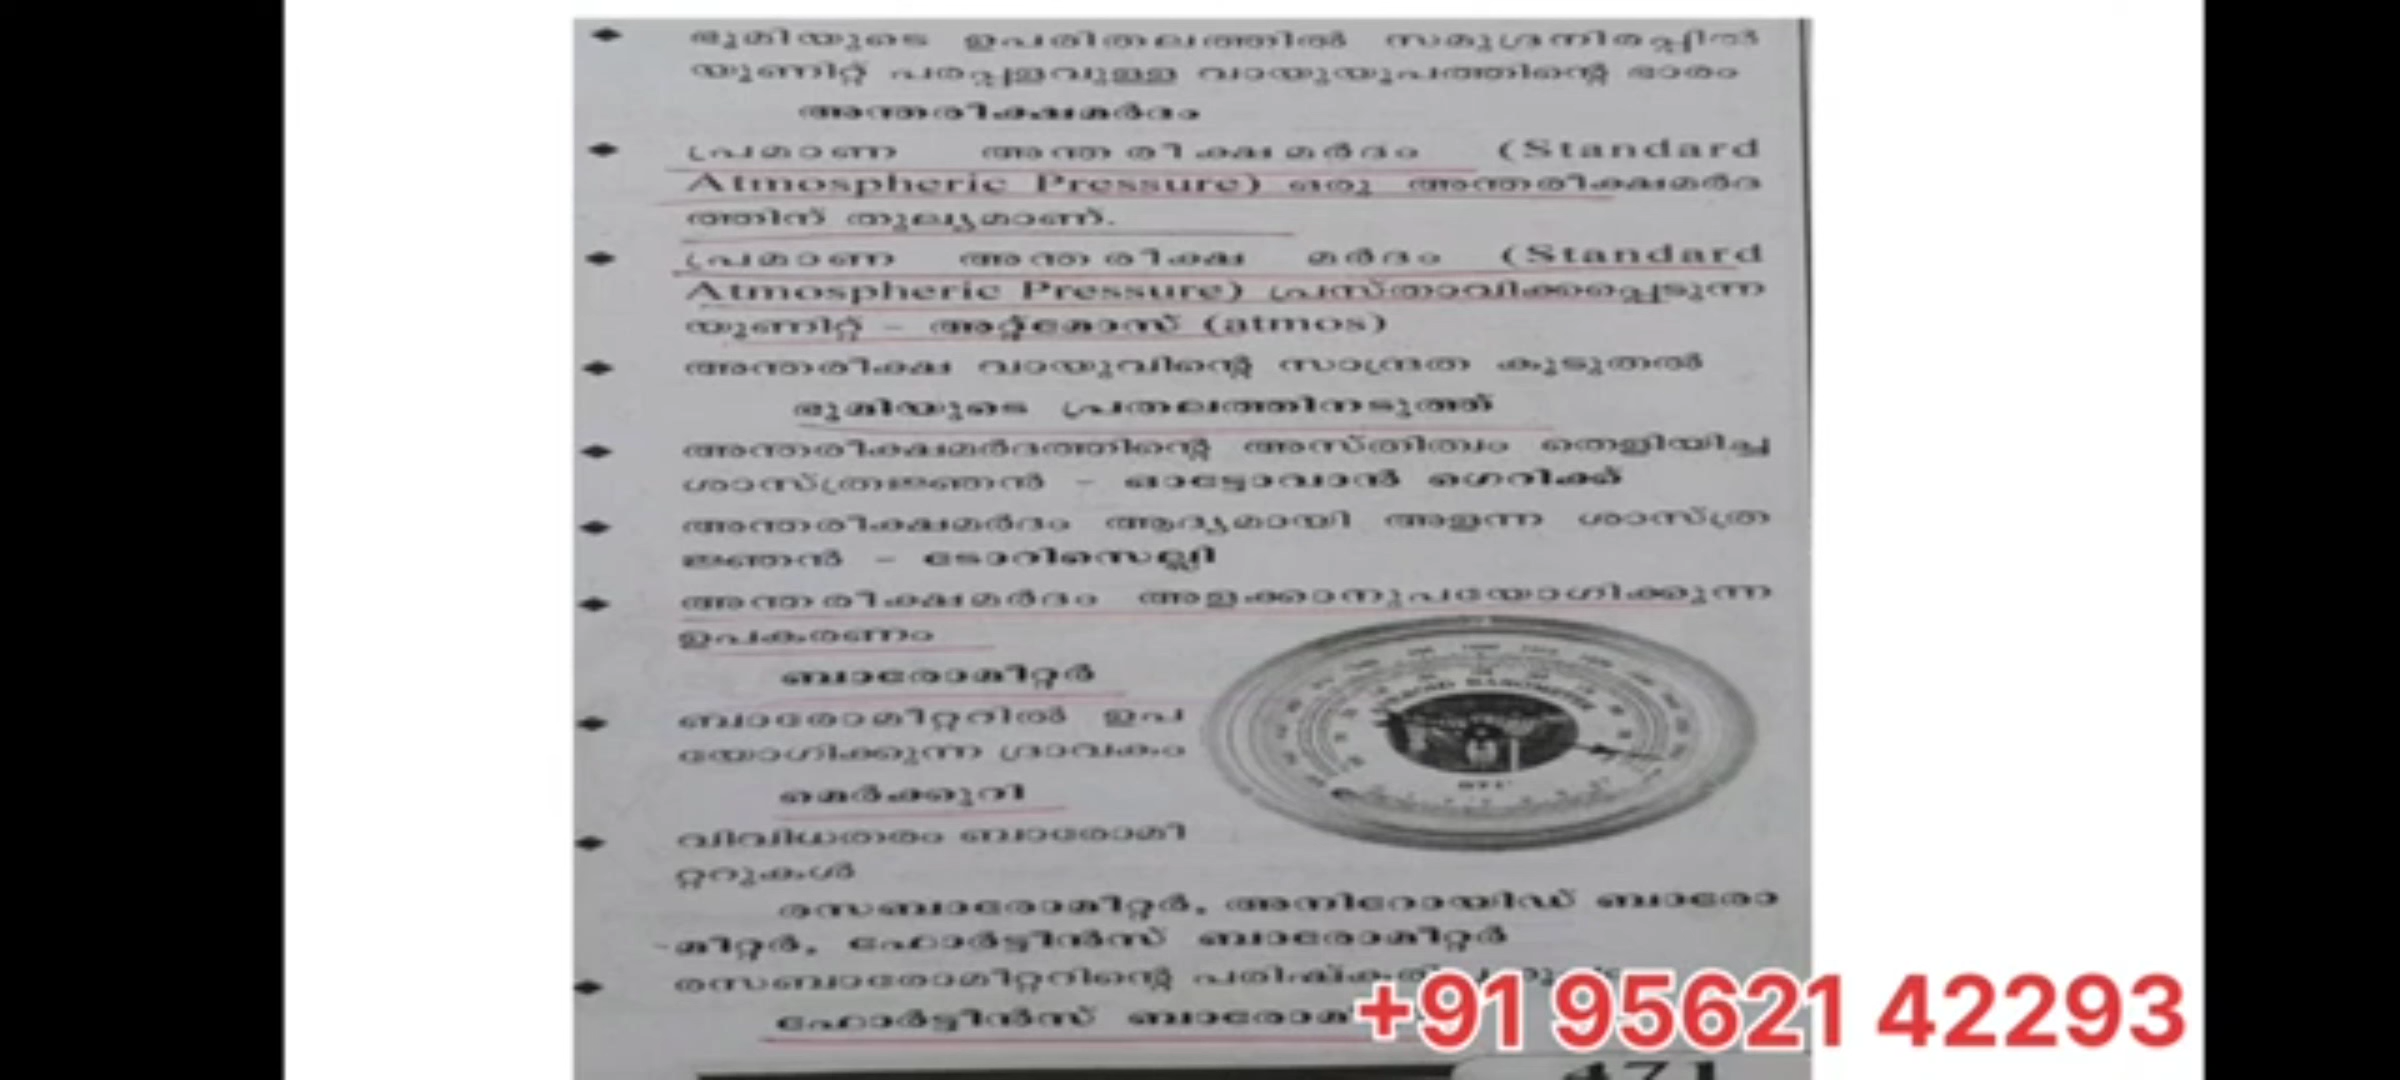 ഭൂമിയുടെ ഉപരിതലത്തിൽ സമുദ്രനിരപ്പിൽ
യൂണിറ്റ് പരപ്പളവുള്ള വായുയൂപത്തിന്റെ ഭാരം
അന്തരീക്ഷമർദം
പ്രമാണ അന്തരീക്ഷമർദം (Standard
Atmospheric Pressure) ഒരു അന്തരീക്ഷമർദ
ത്തിന് തുല്യമാണ്.
പ്രമാണ അന്തരീക്ഷ മർദം (Standard
Atmospheric Pressure) പ്രസ്താവിക്കപ്പെടുന്ന
യൂണിറ്റ് – അറ്റ്മോസ് (atmos)
അന്തരീക്ഷ വായുവിന്റെ സാന്ദ്രത കൂടുതൽ
ഭൂമിയുടെ പ്രതലത്തിനടുത്ത്
അന്തരീക്ഷമർദത്തിന്റെ അസ്തിത്വം തെളിയിച്ച
ശാസ്ത്രജ്ഞൻ – ഓട്ടോവാൻ ഗെറിക്ക്
അന്തരീക്ഷമർദം ആദ്യമായി അളന്ന ശാസ്ത്ര
ജ്ഞൻ – ടോറിസെല്ലി
അന്തരീക്ഷമർദം അളക്കാനുപയോഗിക്കുന്ന
ഉപകരണം
ബാരോമീറ്റർ
ബാരോമീറ്ററിൽ ഉപ
യോഗിക്കുന്ന ദ്രാവകം
മെർക്കുറി
വിവിധതരം ബാരോമീ
റ്ററുകൾ
രസബാരോമീറ്റർ, അനിറോയിഡ് ബാരോ
മീറ്റർ, ഫോർട്ടിൻസ് ബാരോമീറ്റർ
രസബാരോമീറ്ററിന്റെ
ഫോർട്ടിൻസ്
+91 95621 42293
471